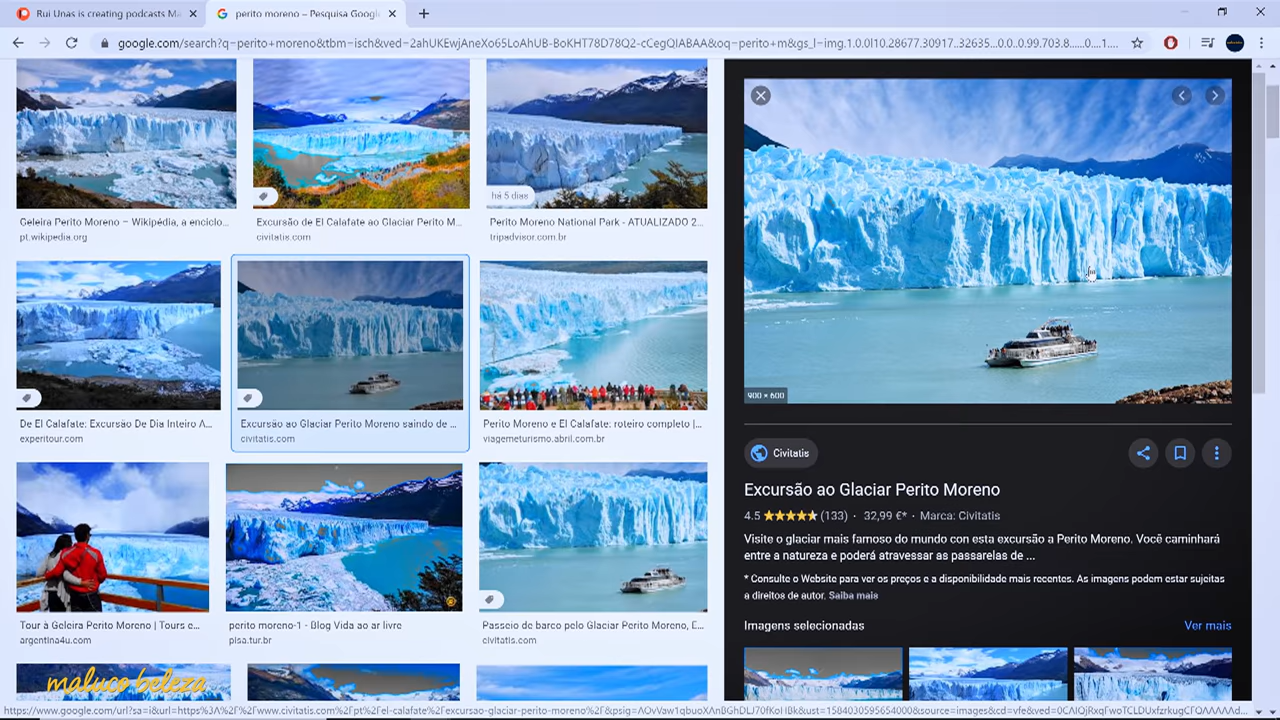 Rui Unas is creating podcasts M
perito moreno – Pesquisa Googl
google.com/search?q=perito+moreno&tbm=isch&ved=2ahUKEwjAneXo65LoAhUB-BoKHT78D78Q2-cCegQIABAA&oq=perito+m&gs_l=img.1.0.0l10.28677.30917..32635...0.0..0.99.703.8......0....1....
há 5 dias
Geleira Perito Moreno – Wikipédia, a enciclo...
pt.wikipedia.org
Excursão de El Calafate ao Glaciar Perito M...
civitatis.com
Perito Moreno National Park - ATUALIZADO 2...
tripadvisor.com.br
De El Calafate: Excursão De Dia Inteiro A...
experitour.com
Excursão ao Glaciar Perito Moreno saindo de ...
civitatis.com
Perito Moreno e El Calafate: roteiro completo |...
viagemeturismo.abril.com.br
Tour à Geleira Perito Moreno | Tours e...
argentina4u.com
perito moreno-1 - Blog Vida ao ar livre
pisa.tur.br
Passeio de barco pelo Glaciar Perito Moreno, E...
civitatis.com
maluco beleza
900 × 600
Civitatis
Excursão ao Glaciar Perito Moreno
4.5 ★★★★★ (133) · 32,99 €* · Marca: Civitatis
Visite o glaciar mais famoso do mundo con esta excursão a Perito Moreno. Você caminhará
entre a natureza e poderá atravessar as passarelas de ...
* Consulte o Website para ver os preços e a disponibilidade mais recentes. As imagens podem estar sujeitas
a direitos de autor. Saiba mais
Imagens selecionadas
Ver mais